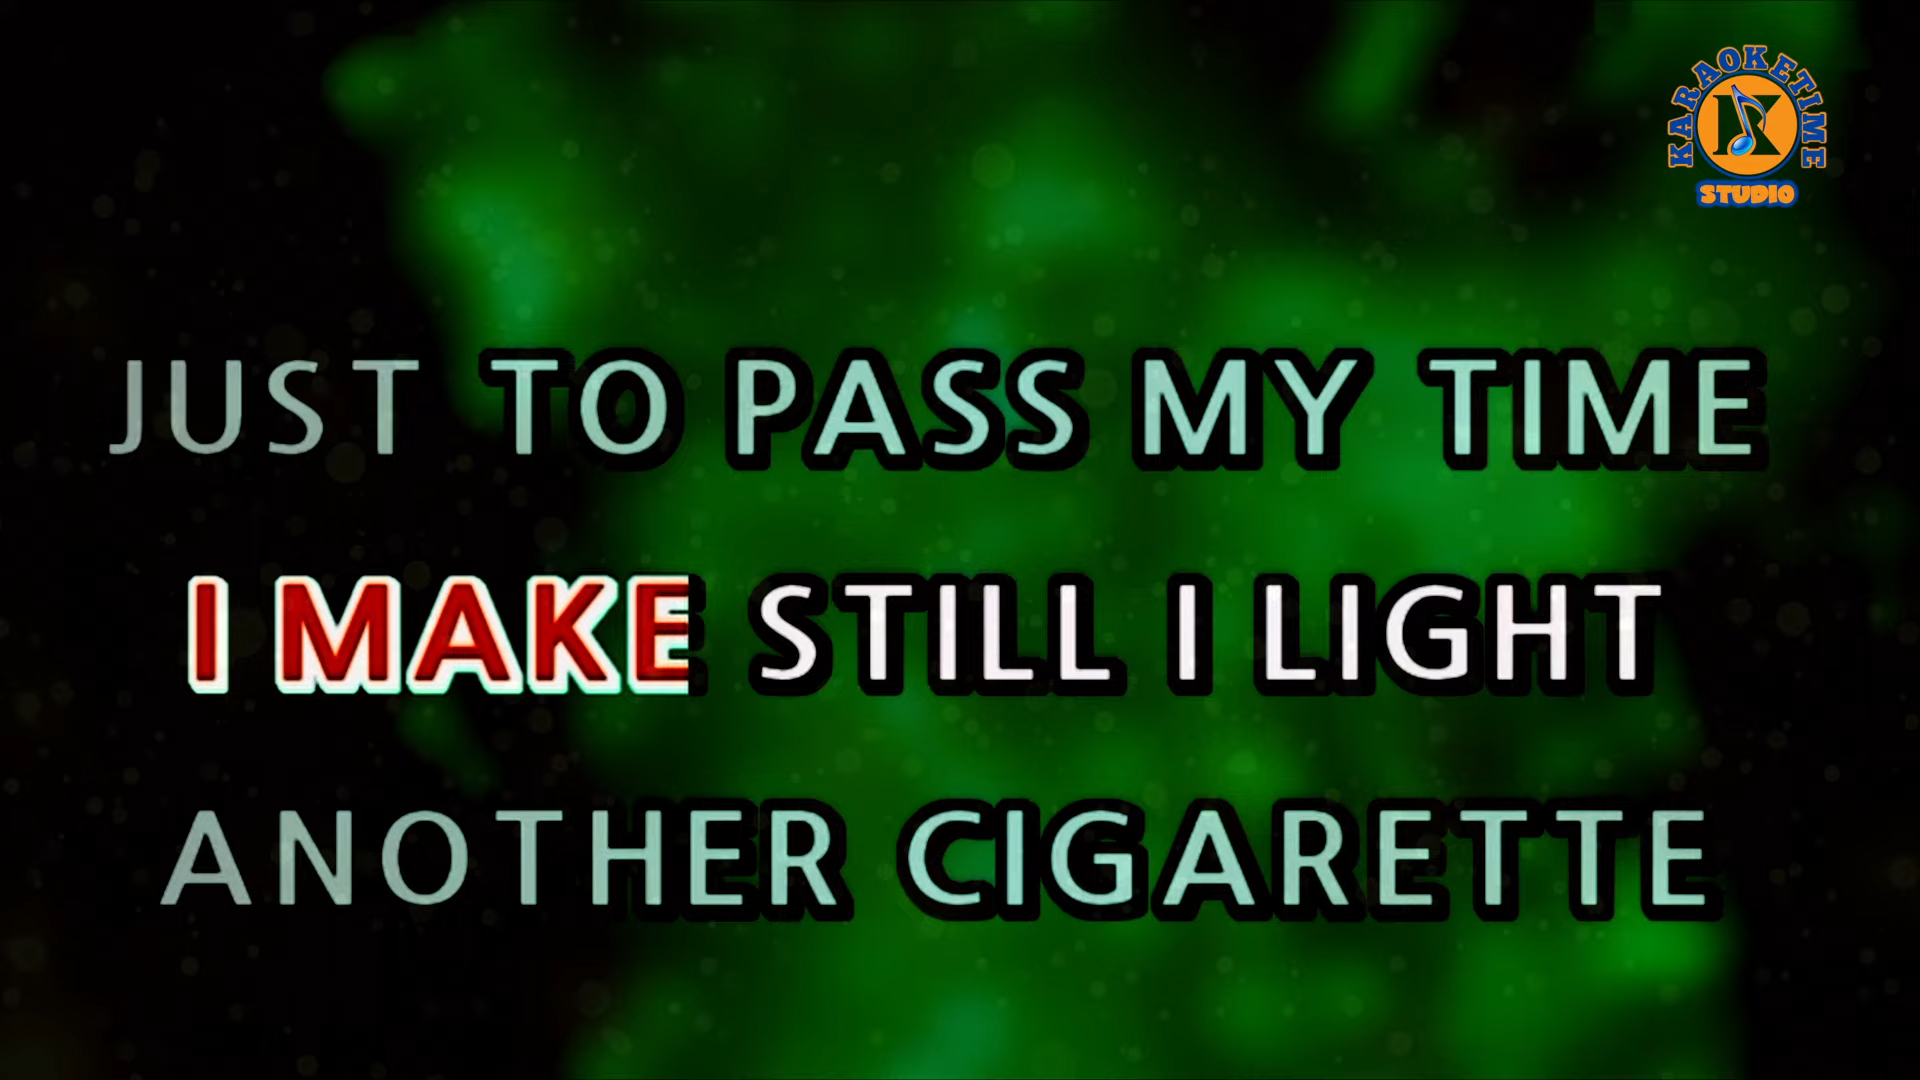 KARAOKETIME
K
STUDIO
JUST TO PASS MY TIME
I MAKE STILL I LIGHT
ANOTHER CIGARETTE